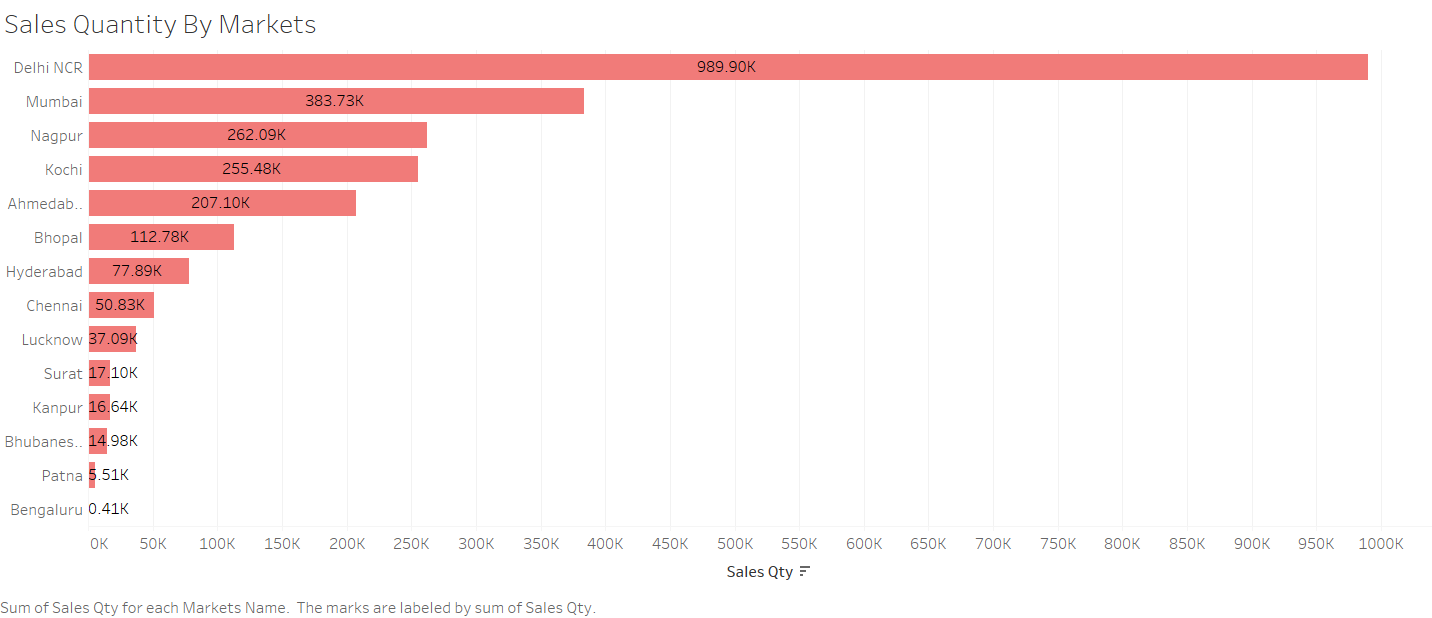 Sales Quantity By Markets
Delhi NCR 989.90K
Mumbai 383.73K
Nagpur 262.09K
Kochi 255.48K
Ahmedab.. 207.10K
Bhopal 112.78K
Hyderabad 77.89K
Chennai 50.83K
Lucknow 37.09K
Surat 17.10K
Kanpur 16.64K
Bhubanes.. 14.98K
Patna 5.51K
Bengaluru 0.41K
0K 50K 100K 150K 200K 250K 300K 350K 400K 450K 500K 550K 600K 650K 700K 750K 800K 850K 900K 950K 1000K
Sales Qty
Sum of Sales Qty for each Markets Name.  The marks are labeled by sum of Sales Qty.